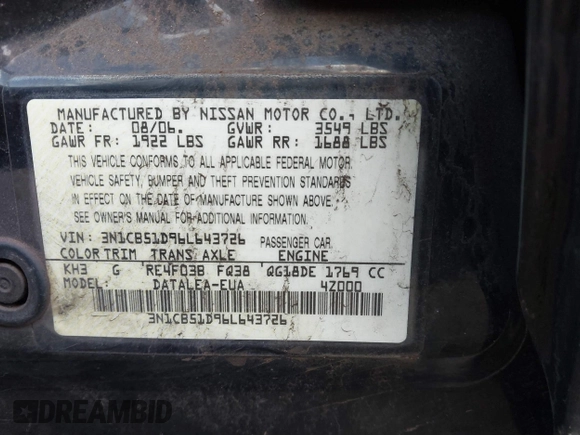 MANUFACTURED BY NISSAN MOTOR CO., LTD.
DATE: 08/06. GVWR: 3549 LBS
GAWR FR: 1922 LBS GAWR RR: 1688 LBS
THIS VEHICLE CONFORMS TO ALL APPLICABLE FEDERAL MOTOR
VEHICLE SAFETY, BUMPER AND THEFT PREVENTION STANDARDS
IN EFFECT ON THE DATE OF MANUFACTURE SHOWN ABOVE.
SEE OWNER'S MANUAL FOR ADDITIONAL INFORMATION.
VIN: 3N1CB51D96L643726 PASSENGER CAR
COLOR TRIM TRANS AXLE ENGINE
KH3 G RE4F03B FQ38 QG18DE 1769 CC
MODEL: DATALEA-EUA 4Z000
3N1CB51D96L643726
DREAMBID